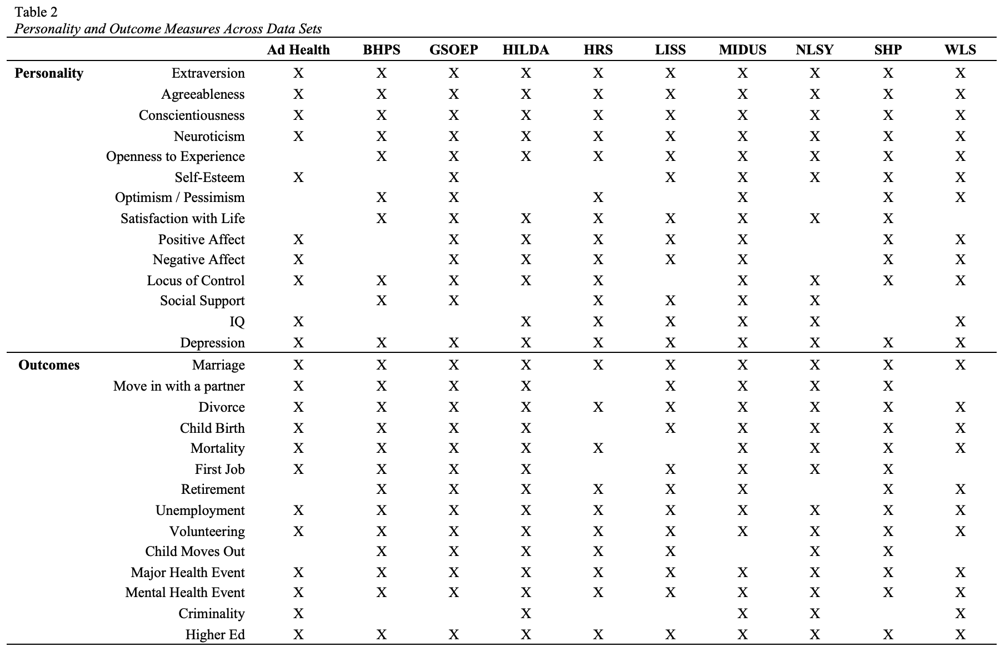 Table 2
Personality and Outcome Measures Across Data Sets
Ad Health BHPS GSOEP HILDA HRS LISS MIDUS NLSY SHP WLS
Personality Extraversion X X X X X X X X X X
Agreeableness X X X X X X X X X X
Conscientiousness X X X X X X X X X X
Neuroticism X X X X X X X X X X
Openness to Experience X X X X X X X X X
Self-Esteem X X X X X X X
Optimism / Pessimism X X X X X X
Satisfaction with Life X X X X X X X X
Positive Affect X X X X X X X X
Negative Affect X X X X X X X X
Locus of Control X X X X X X X X X
Social Support X X X X X X
IQ X X X X X X X
Depression X X X X X X X X X X
Outcomes Marriage X X X X X X X X X X
Move in with a partner X X X X X X X X
Divorce X X X X X X X X X X
Child Birth X X X X X X X X X
Mortality X X X X X X X X X
First Job X X X X X X X X
Retirement X X X X X X X X
Unemployment X X X X X X X X X X
Volunteering X X X X X X X X X X
Child Moves Out X X X X X X X
Major Health Event X X X X X X X X X X
Mental Health Event X X X X X X X X X X
Criminality X X X X X
Higher Ed X X X X X X X X X X